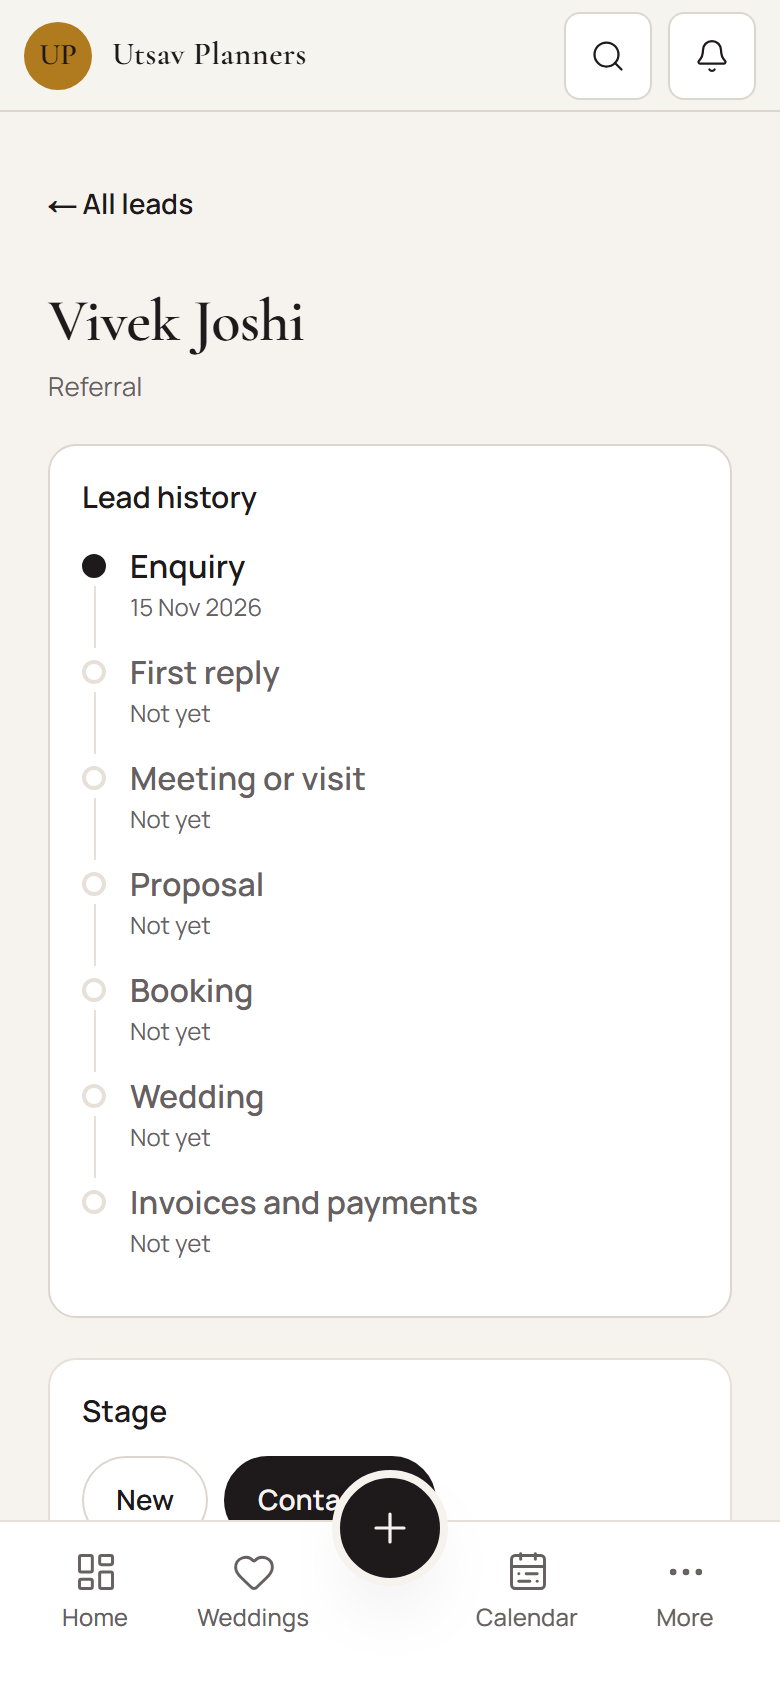 UP Utsav Planners
← All leads
Vivek Joshi
Referral
Lead history
Enquiry
15 Nov 2026
First reply
Not yet
Meeting or visit
Not yet
Proposal
Not yet
Booking
Not yet
Wedding
Not yet
Invoices and payments
Not yet
Stage
New Conta
Home Weddings Calendar More